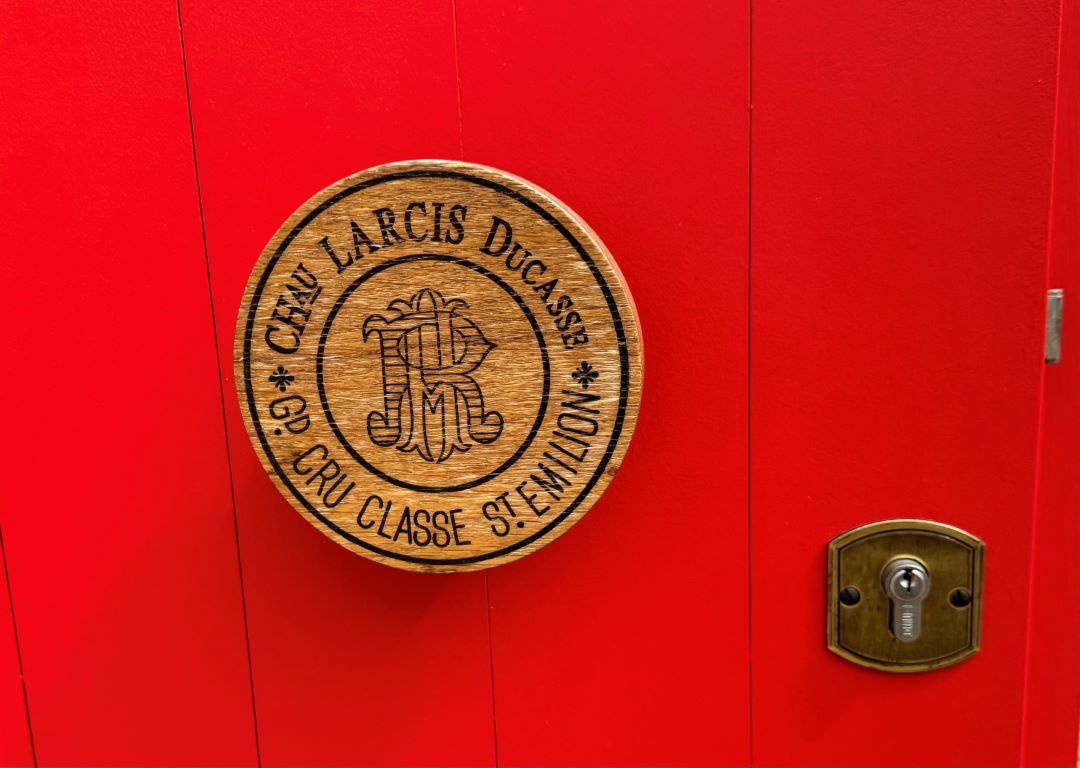 CHAU LARCIS DUCASSE
GD. CRU CLASSE ST. EMILION